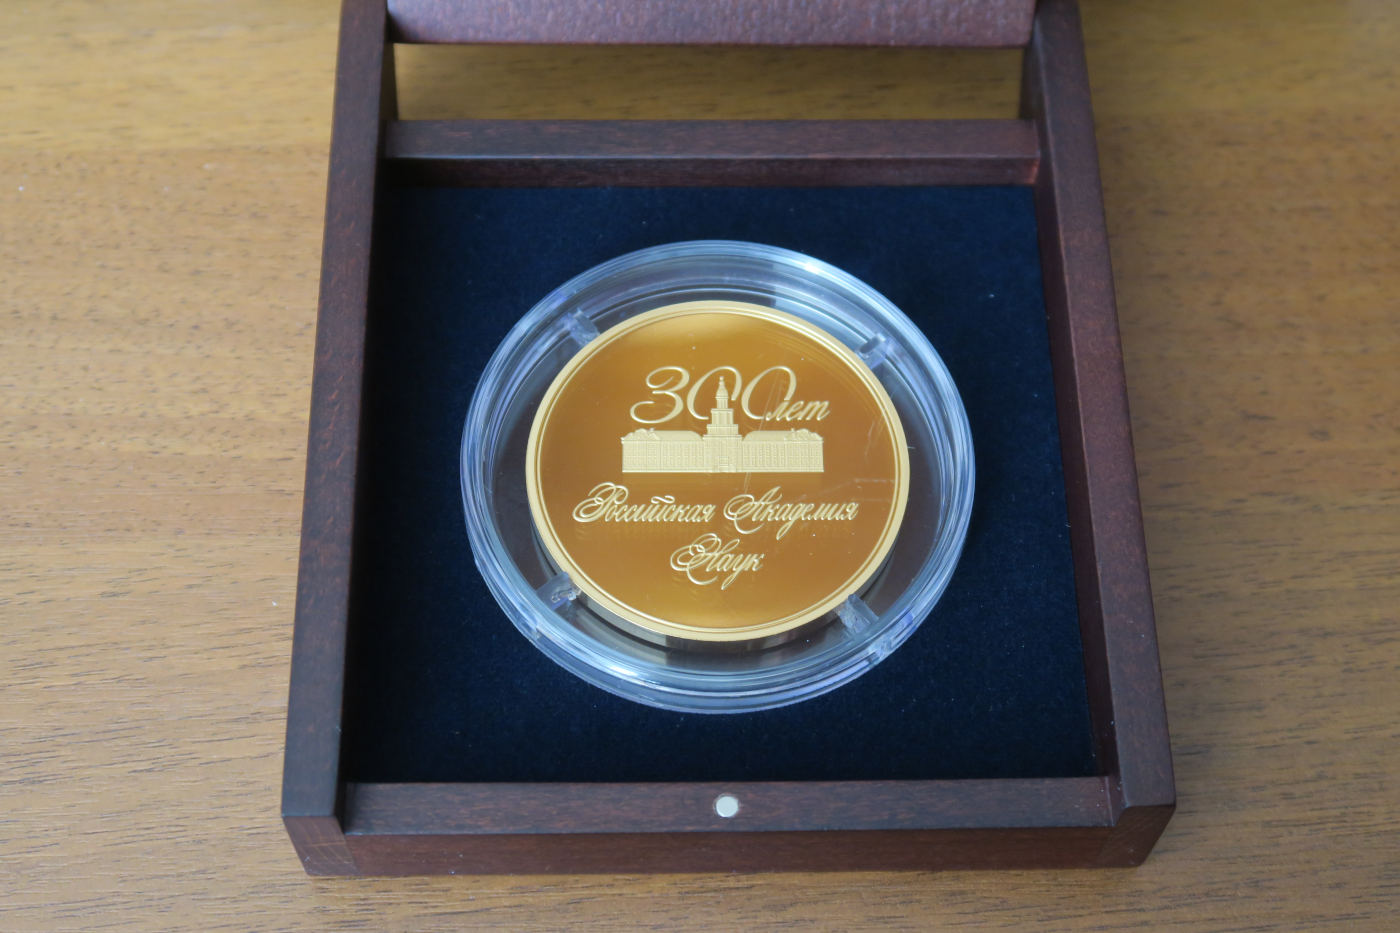 300 лет
Российская Академия
Наук